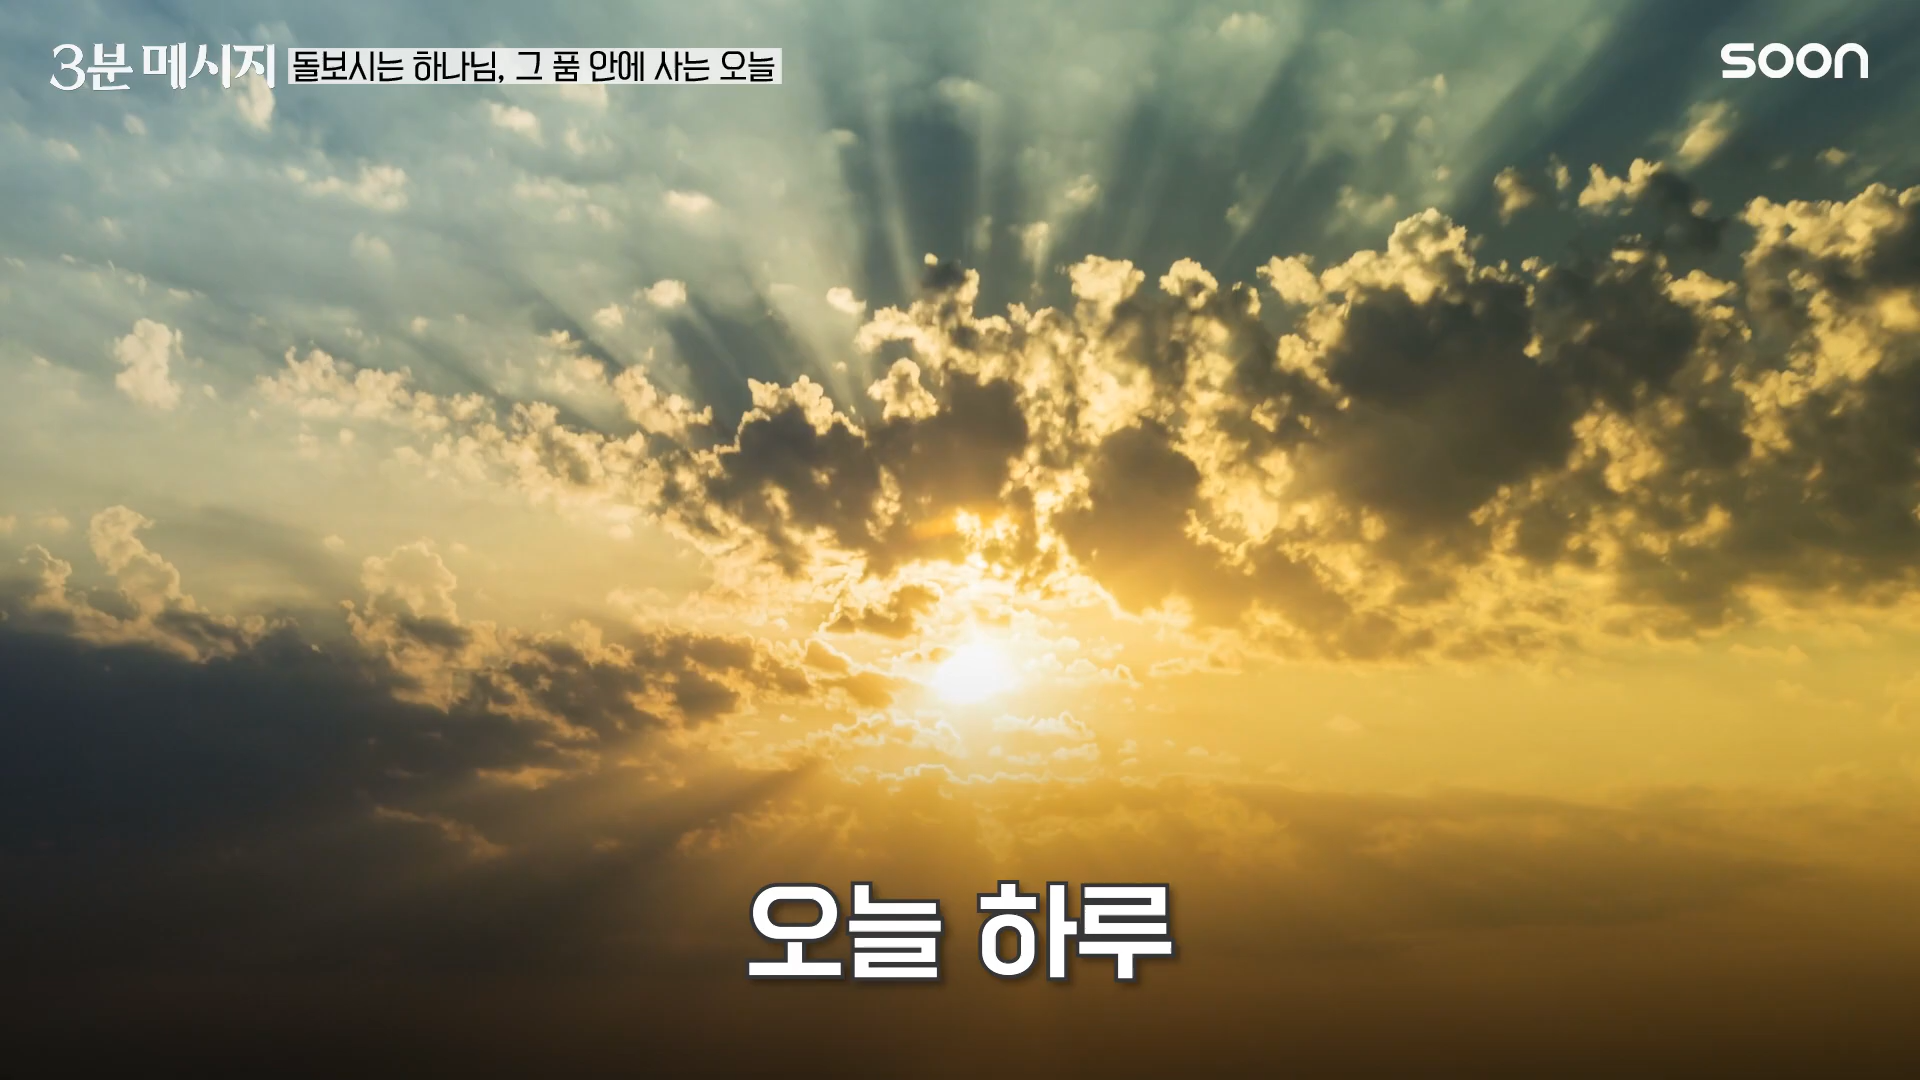 3분 메시지 돌보시는 하나님, 그 품 안에 사는 오늘
soon
오늘 하루